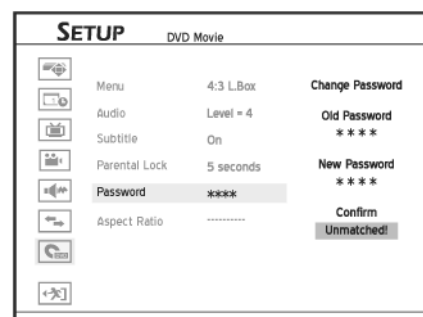 SETUP DVD Movie
Menu 4:3 L.Box
Audio Level = 4
Subtitle On
Parental Lock 5 seconds
Password ****
Aspect Ratio ----------
Change Password
Old Password
* * * *
New Password
* * * *
Confirm
Unmatched!